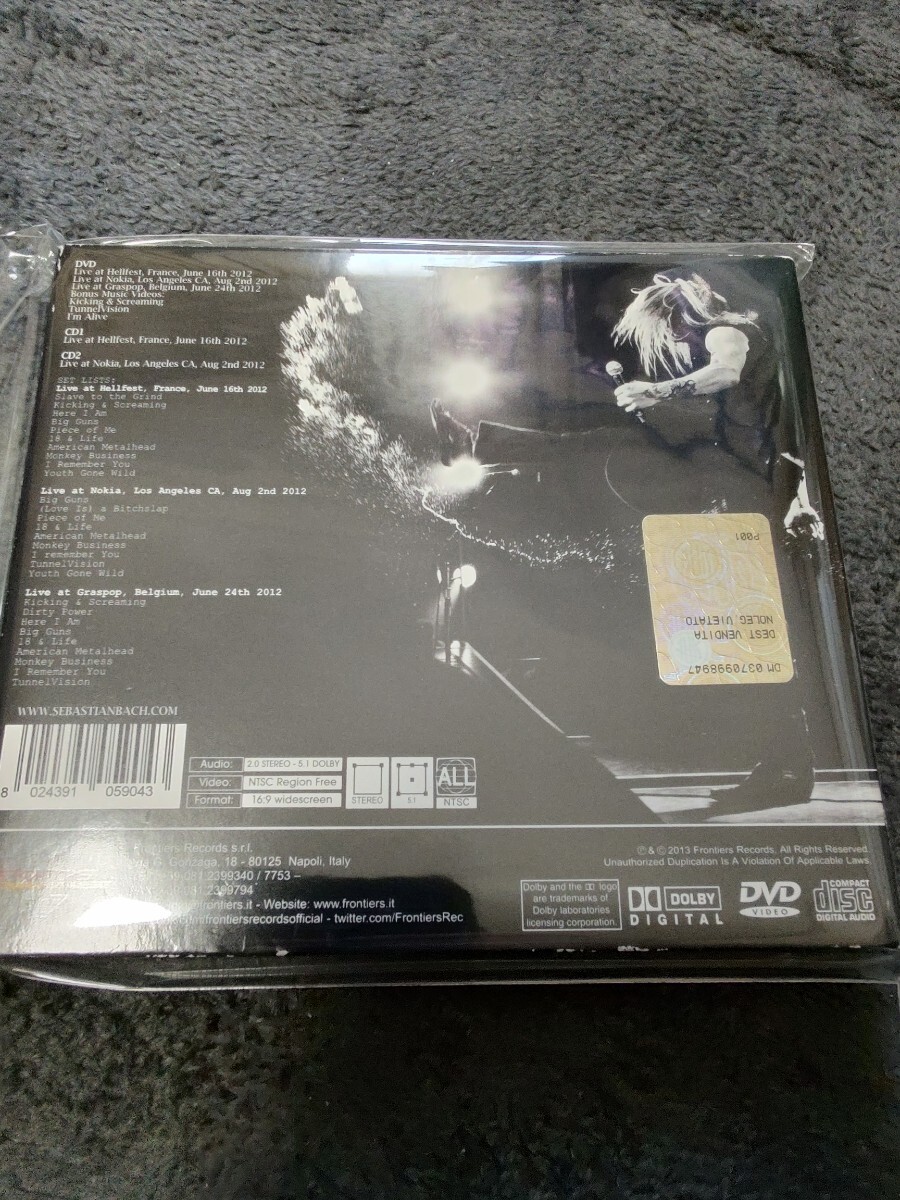 DVD
Live at Hellfest, France, June 16th 2012
Live at Nokia, Los Angeles CA, Aug 2nd 2012
Live at Graspop, Belgium, June 24th 2012
Bonus Music Videos:
Kicking & Screaming
TunnelVision
I'm Alive
CD1
Live at Hellfest, France, June 16th 2012
CD2
Live at Nokia, Los Angeles CA, Aug 2nd 2012
SET LISTS:
Live at Hellfest, France, June 16th 2012
Slave to the Grind
Kicking & Screaming
Here I Am
Big Guns
Piece of Me
18 & Life
American Metalhead
Monkey Business
I Remember You
Youth Gone Wild
Live at Nokia, Los Angeles CA, Aug 2nd 2012
Big Guns
(Love Is) a Bitchslap
Piece of Me
18 & Life
American Metalhead
Monkey Business
I remember You
TunnelVision
Youth Gone Wild
Live at Graspop, Belgium, June 24th 2012
Kicking & Screaming
Dirty Power
Here I Am
Big Guns
18 & Life
American Metalhead
Monkey Business
I Remember You
TunnelVision
WWW.SEBASTIANBACH.COM
8 024391 059043
Audio: 2.0 STEREO - 5.1 DOLBY
Video: NTSC Region Free
Format: 16:9 widescreen
STEREO
5.1
ALL
NTSC
P001
DEST VENDITA
NOLEG VIETATO
DM 0370998947
Records s.r.l.
G. Gonzaga, 18 - 80125 Napoli, Italy
2399340 / 7753 –
- Website: www.frontiers.it
- twitter.com/FrontiersRec
℗ & © 2013 Frontiers Records, All Rights Reserved.
Unauthorized Duplication Is A Violation Of Applicable Laws.
Dolby and the DD logo
are trademarks of
Dolby laboratories
licensing corporation.
DOLBY
DIGITAL
DVD
VIDEO
COMPACT
disc
DIGITAL AUDIO